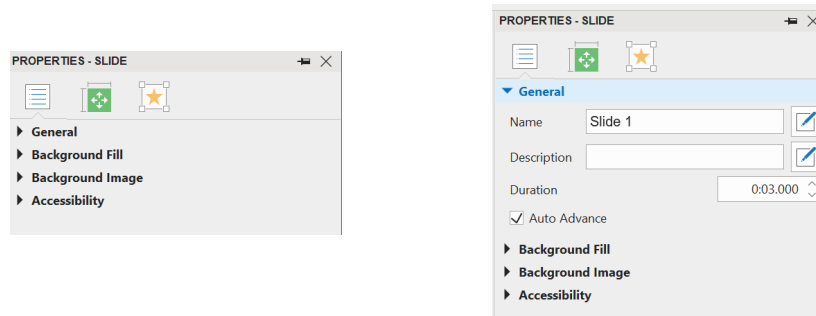 PROPERTIES - SLIDE
General
Background Fill
Background Image
Accessibility
PROPERTIES - SLIDE
General
Name Slide 1
Description
Duration 0:03.000
Auto Advance
Background Fill
Background Image
Accessibility